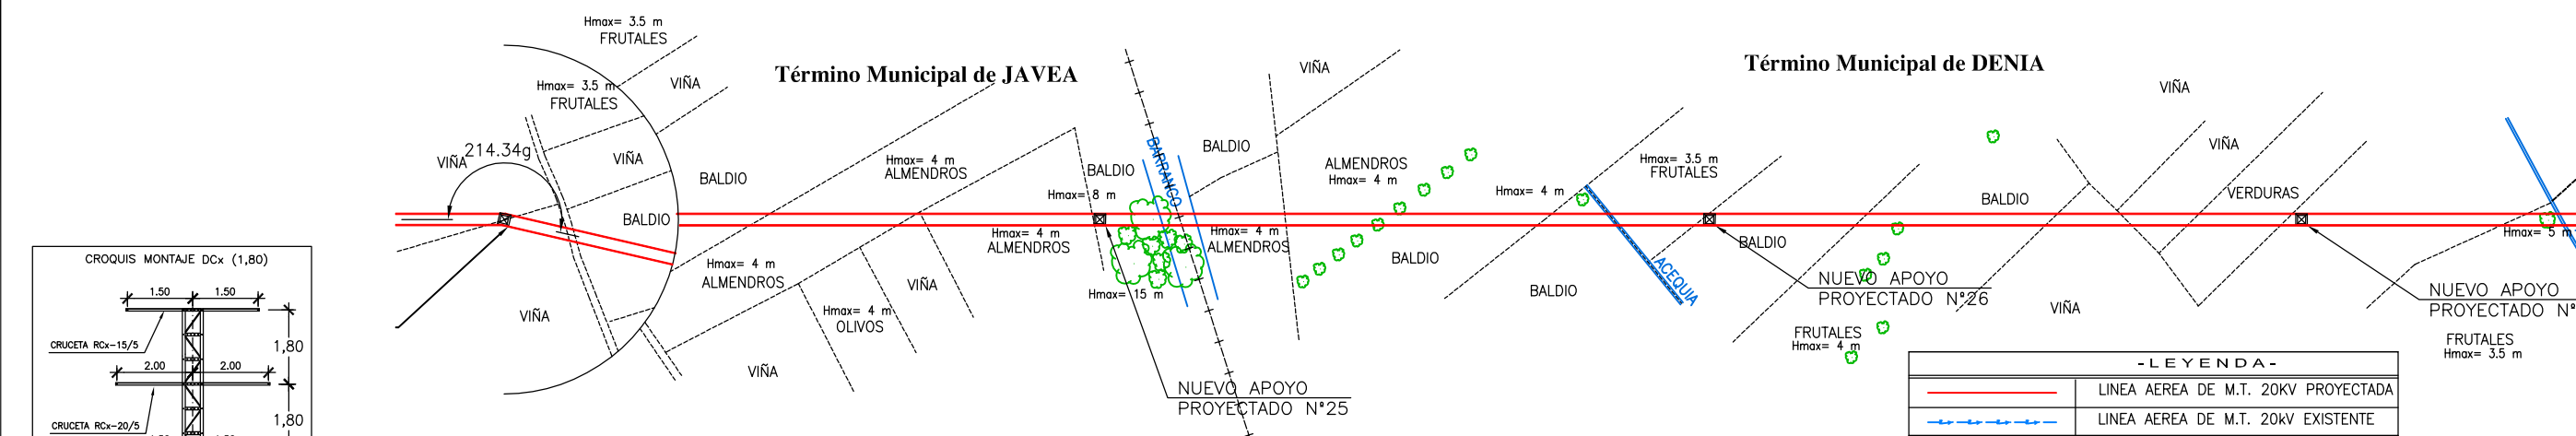 Hmax= 3.5 m
FRUTALES
Término Municipal de JAVEA
Término Municipal de DENIA
VIÑA
VIÑA
VIÑA
Hmax= 3.5 m
FRUTALES
214.34g
VIÑA
VIÑA
BALDIO
BALDIO
Hmax= 4 m
ALMENDROS
BALDIO
Hmax= 8 m
BARRANCO
BALDIO
ALMENDROS
Hmax= 4 m
Hmax= 4 m
Hmax= 3.5 m
FRUTALES
BALDIO
VIÑA
VERDURAS
Hmax= 4 m
ALMENDROS
Hmax= 4 m
ALMENDROS
BALDIO
BALDIO
Hmax= 5 m
Hmax= 4 m
ALMENDROS
VIÑA
Hmax= 15 m
BALDIO
ACEQUIA
NUEVO APOYO
PROYECTADO N°26
NUEVO APOYO
PROYECTADO N°
VIÑA
VIÑA
Hmax= 4 m
OLIVOS
FRUTALES
Hmax= 4 m
FRUTALES
Hmax= 3.5 m
VIÑA
NUEVO APOYO
PROYECTADO N°25
CROQUIS MONTAJE DCx (1,80)
1.50 1.50
CRUCETA RCx-15/5
1,80
2.00 2.00
CRUCETA RCx-20/5
1,80
-LEYENDA-
LINEA AEREA DE M.T. 20KV PROYECTADA
LINEA AEREA DE M.T. 20kV EXISTENTE